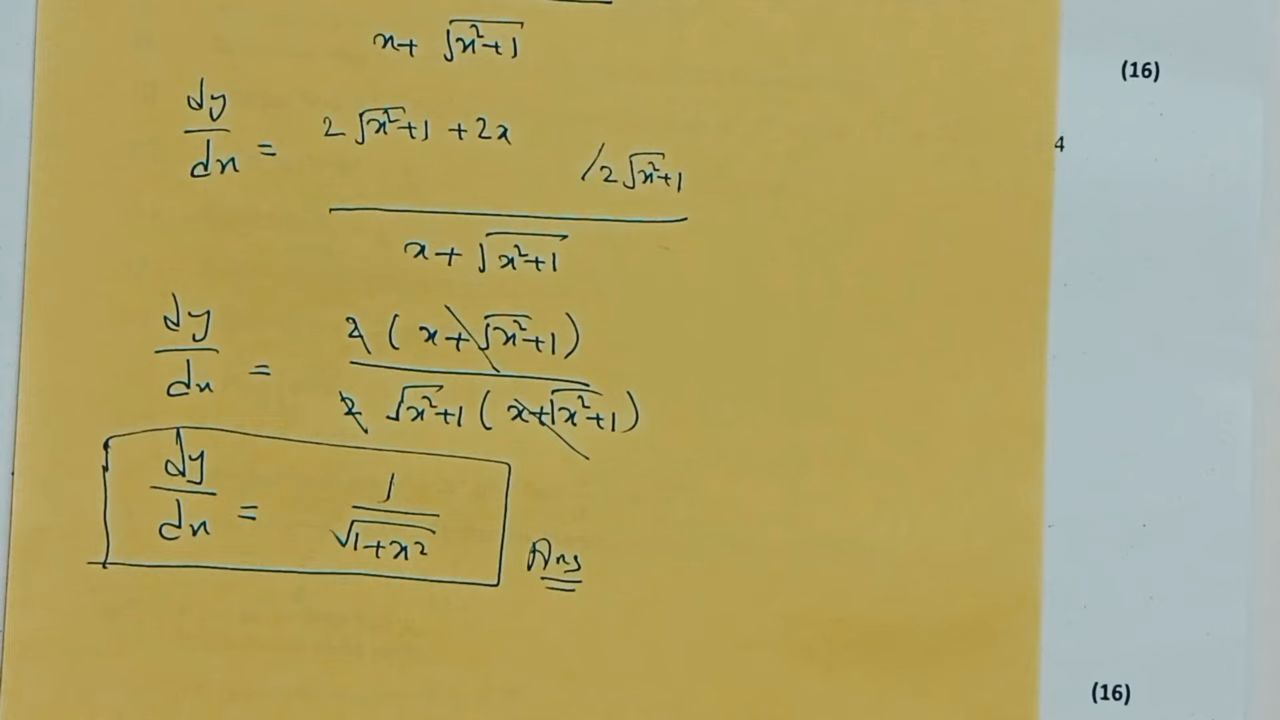 x + √(x²+1)
(16)
dy/dx = 2√(x²+1) + 2x /2√(x²+1)
4
x + √(x²+1)
dy/dx = 2 ( x + √(x²+1) ) / 2 √(x²+1) ( x + √(x²+1) )
dy/dx = 1/√(1+x²)
Ans
(16)